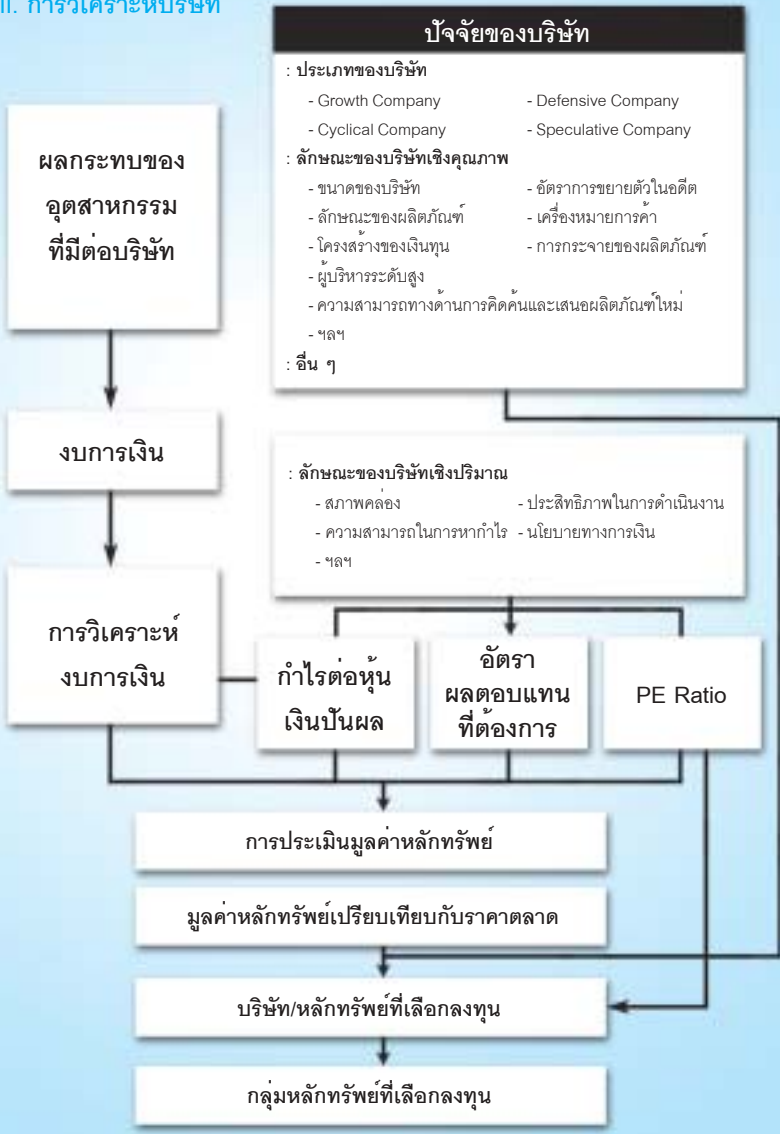 II. การวิเคราะห์บริษัท
ปัจจัยของบริษัท
: ประเภทของบริษัท
- Growth Company - Defensive Company
- Cyclical Company - Speculative Company
: ลักษณะของบริษัทเชิงคุณภาพ
- ขนาดของบริษัท - อัตราการขยายตัวในอดีต
- ลักษณะของผลิตภัณฑ์ - เครื่องหมายการค้า
- โครงสร้างของเงินทุน - การกระจายของผลิตภัณฑ์
- ผู้บริหารระดับสูง
- ความสามารถทางด้านการคิดค้นและเสนอผลิตภัณฑ์ใหม่
- ฯลฯ
: อื่น ๆ
ผลกระทบของ
อุตสาหกรรม
ที่มีต่อบริษัท
งบการเงิน
: ลักษณะของบริษัทเชิงปริมาณ
- สภาพคล่อง - ประสิทธิภาพในการดำเนินงาน
- ความสามารถในการหากำไร - นโยบายทางการเงิน
- ฯลฯ
การวิเคราะห์
งบการเงิน
กำไรต่อหุ้น
เงินปันผล
อัตรา
ผลตอบแทน
ที่ต้องการ
PE Ratio
การประเมินมูลค่าหลักทรัพย์
มูลค่าหลักทรัพย์เปรียบเทียบกับราคาตลาด
บริษัท/หลักทรัพย์ที่เลือกลงทุน
กลุ่มหลักทรัพย์ที่เลือกลงทุน